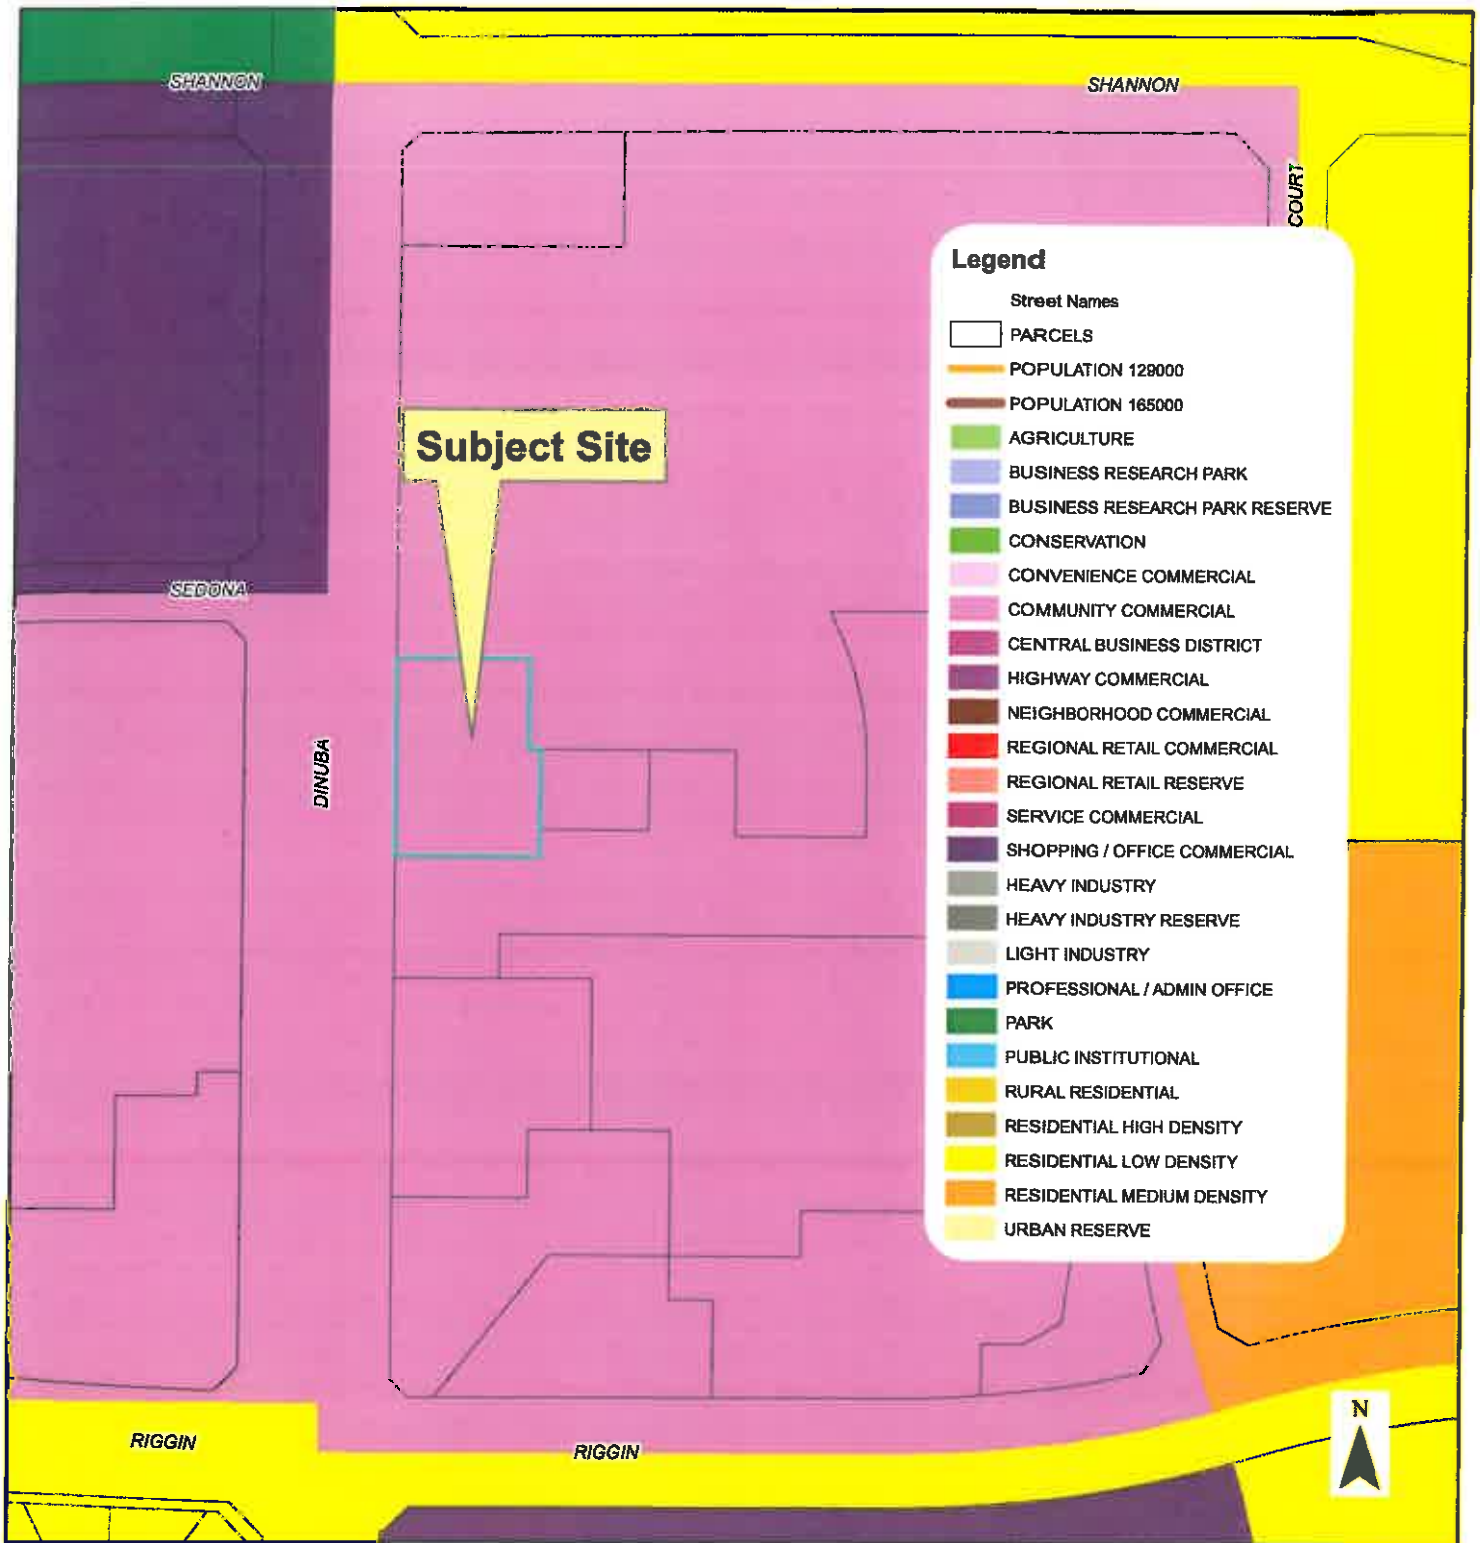 SHANNON
SHANNON
COURT
Legend
Street Names
PARCELS
POPULATION 129000
POPULATION 165000
AGRICULTURE
BUSINESS RESEARCH PARK
BUSINESS RESEARCH PARK RESERVE
CONSERVATION
CONVENIENCE COMMERCIAL
COMMUNITY COMMERCIAL
CENTRAL BUSINESS DISTRICT
HIGHWAY COMMERCIAL
NEIGHBORHOOD COMMERCIAL
REGIONAL RETAIL COMMERCIAL
REGIONAL RETAIL RESERVE
SERVICE COMMERCIAL
SHOPPING / OFFICE COMMERCIAL
HEAVY INDUSTRY
HEAVY INDUSTRY RESERVE
LIGHT INDUSTRY
PROFESSIONAL / ADMIN OFFICE
PARK
PUBLIC INSTITUTIONAL
RURAL RESIDENTIAL
RESIDENTIAL HIGH DENSITY
RESIDENTIAL LOW DENSITY
RESIDENTIAL MEDIUM DENSITY
URBAN RESERVE
Subject Site
SEDONA
DINUBA
RIGGIN
RIGGIN
N